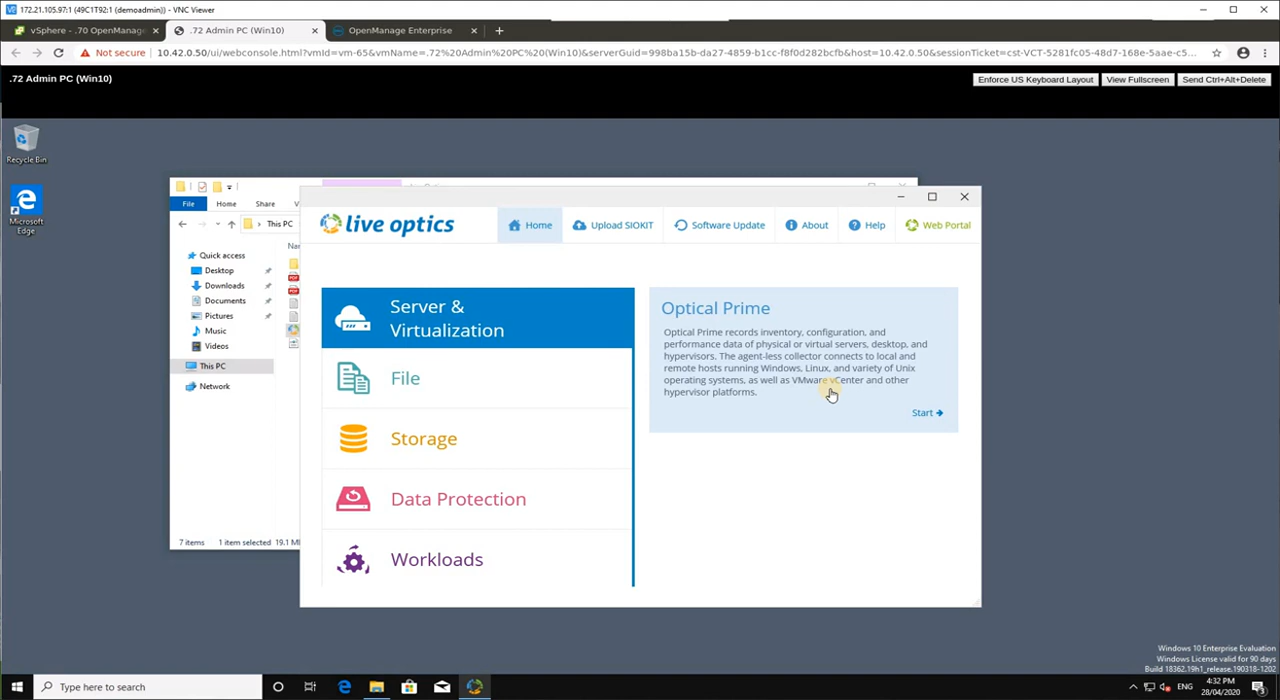 172.21.105.97:1 (49C1T92:1 (demoadmin)) - VNC Viewer
vSphere - .70 OpenManag
.72 Admin PC (Win10)
OpenManage Enterprise
Not secure
10.42.0.50/ui/webconsole.html?vmId=vm-65&vmName=.72%20Admin%20PC%20(Win10)&serverGuid=998ba15b-da27-4859-b1cc-f8f0d282bcfb&host=10.42.0.50&sessionTicket=cst-VCT-5281fc05-48d7-168e-5aae-c5...
.72 Admin PC (Win10)
Enforce US Keyboard Layout
View Fullscreen
Send Ctrl+Alt+Delete
Recycle Bin
Microsoft
Edge
File
Home
Share
This PC
Quick access
Desktop
Downloads
Documents
Pictures
Music
Videos
This PC
Network
7 items
1 item selected 19.1 M
live optics
Home
Upload SIOKIT
Software Update
About
Help
Web Portal
Server &
Virtualization
File
Storage
Data Protection
Workloads
Optical Prime
Optical Prime records inventory, configuration, and
performance data of physical or virtual servers, desktop, and
hypervisors. The agent-less collector connects to local and
remote hosts running Windows, Linux, and variety of Unix
operating systems, as well as VMware vCenter and other
hypervisor platforms.
Start
Windows 10 Enterprise Evaluation
Windows License valid for 90 days
Build 18362.19h1_release.190318-1202
Type here to search
ENG
4:32 PM
28/04/2020